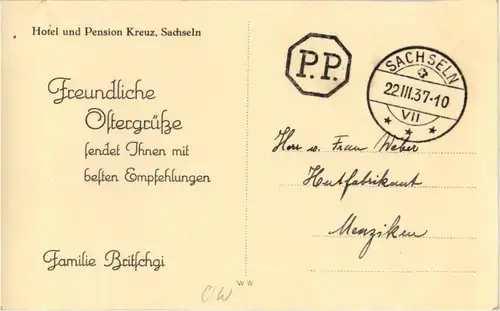 Hotel und Pension Kreuz, Sachseln
Freundliche
Ostergrüße
sendet Ihnen mit
besten Empfehlungen
Familie Britschgi
P.P.
SACHSELN
22.III.37-10
VII
Herr u. Frau Weber
Hutfabrikant
Menziken
W W
OW